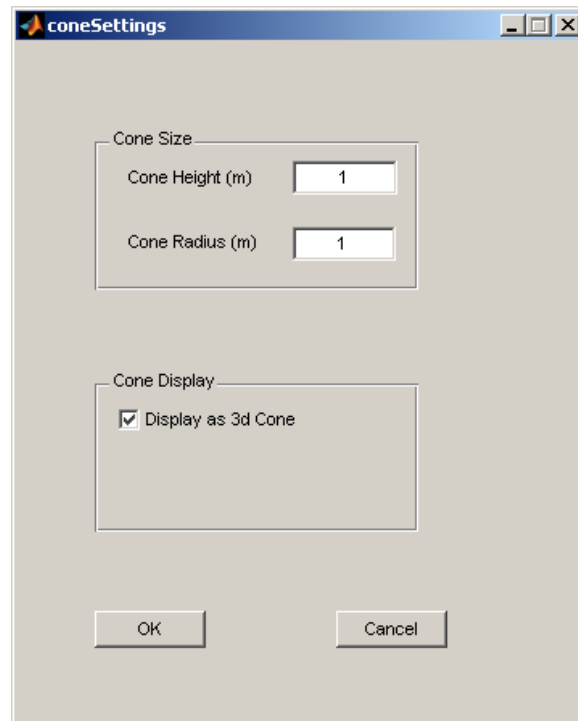 coneSettings
Cone Size
Cone Height (m) 1
Cone Radius (m) 1
Cone Display
Display as 3d Cone
OK Cancel